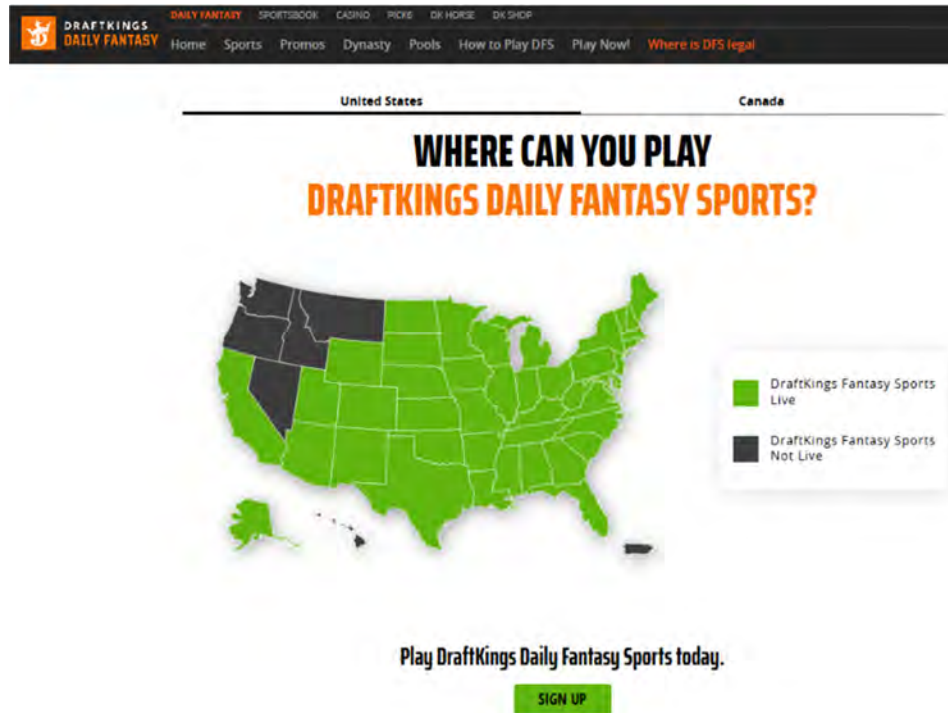 DRAFTKINGS
DAILY FANTASY
DAILY FANTASY SPORTSBOOK CASINO PICK6 DK HORSE DK SHOP
Home Sports Promos Dynasty Pools How to Play DFS Play Now! Where is DFS legal
United States Canada
WHERE CAN YOU PLAY
DRAFTKINGS DAILY FANTASY SPORTS?
DraftKings Fantasy Sports
Live
DraftKings Fantasy Sports
Not Live
Play DraftKings Daily Fantasy Sports today.
SIGN UP